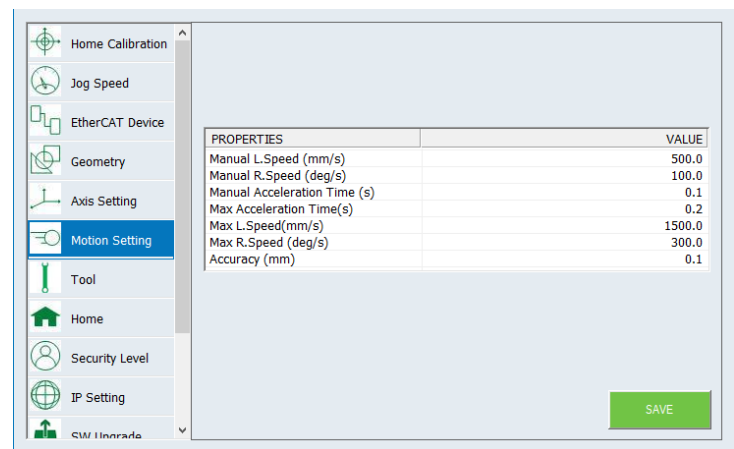 Home Calibration
Jog Speed
EtherCAT Device
Geometry
Axis Setting
Motion Setting
Tool
Home
Security Level
IP Setting
SW Upgrade
PROPERTIES VALUE
Manual L.Speed (mm/s) 500.0
Manual R.Speed (deg/s) 100.0
Manual Acceleration Time (s) 0.1
Max Acceleration Time(s) 0.2
Max L.Speed(mm/s) 1500.0
Max R.Speed (deg/s) 300.0
Accuracy (mm) 0.1
SAVE